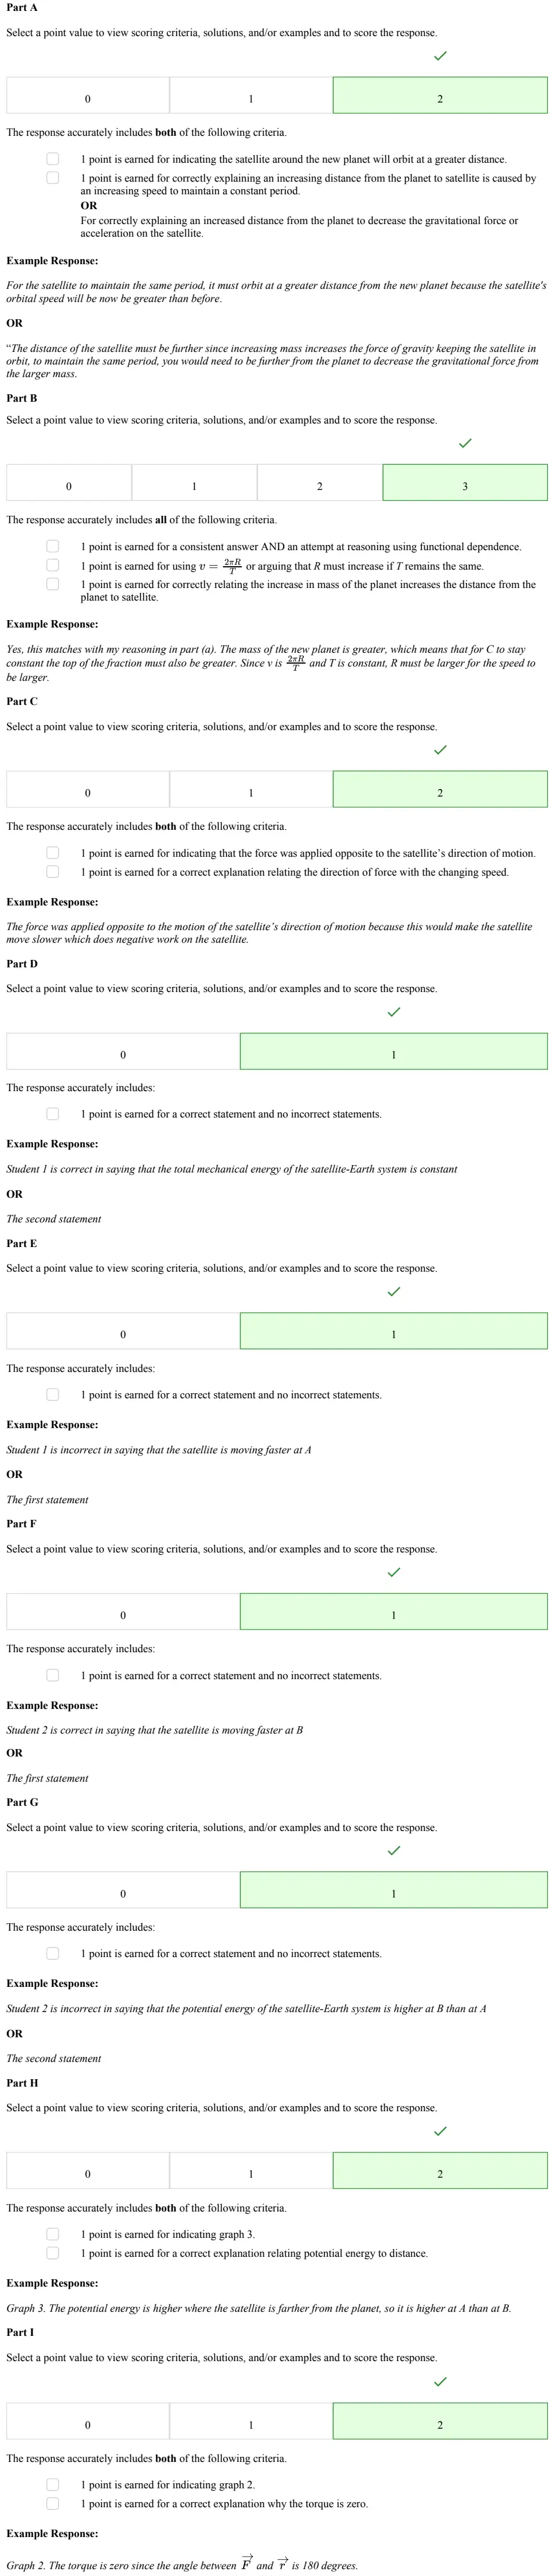 Part A
Select a point value to view scoring criteria, solutions, and/or examples and to score the response.
0
1
2
The response accurately includes both of the following criteria.
1 point is earned for indicating the satellite around the new planet will orbit at a greater distance.
1 point is earned for correctly explaining an increasing distance from the planet to satellite is caused by
an increasing speed to maintain a constant period.
OR
For correctly explaining an increased distance from the planet to decrease the gravitational force or
acceleration on the satellite.
Example Response:
For the satellite to maintain the same period, it must orbit at a greater distance from the new planet because the satellite's
orbital speed will be now be greater than before.
OR
“The distance of the satellite must be further since increasing mass increases the force of gravity keeping the satellite in
orbit, to maintain the same period, you would need to be further from the planet to decrease the gravitational force from
the larger mass.
Part B
Select a point value to view scoring criteria, solutions, and/or examples and to score the response.
0
1
2
3
The response accurately includes all of the following criteria.
1 point is earned for a consistent answer AND an attempt at reasoning using functional dependence.
1 point is earned for using v = 2πR/T or arguing that R must increase if T remains the same.
1 point is earned for correctly relating the increase in mass of the planet increases the distance from the
planet to satellite.
Example Response:
Yes, this matches with my reasoning in part (a). The mass of the new planet is greater, which means that for C to stay
constant the top of the fraction must also be greater. Since v is 2πR/T and T is constant, R must be larger for the speed to
be larger.
Part C
Select a point value to view scoring criteria, solutions, and/or examples and to score the response.
0
1
2
The response accurately includes both of the following criteria.
1 point is earned for indicating that the force was applied opposite to the satellite’s direction of motion.
1 point is earned for a correct explanation relating the direction of force with the changing speed.
Example Response:
The force was applied opposite to the motion of the satellite’s direction of motion because this would make the satellite
move slower which does negative work on the satellite.
Part D
Select a point value to view scoring criteria, solutions, and/or examples and to score the response.
0
1
The response accurately includes:
1 point is earned for a correct statement and no incorrect statements.
Example Response:
Student 1 is correct in saying that the total mechanical energy of the satellite-Earth system is constant
OR
The second statement
Part E
Select a point value to view scoring criteria, solutions, and/or examples and to score the response.
0
1
The response accurately includes:
1 point is earned for a correct statement and no incorrect statements.
Example Response:
Student 1 is incorrect in saying that the satellite is moving faster at A
OR
The first statement
Part F
Select a point value to view scoring criteria, solutions, and/or examples and to score the response.
0
1
The response accurately includes:
1 point is earned for a correct statement and no incorrect statements.
Example Response:
Student 2 is correct in saying that the satellite is moving faster at B
OR
The first statement
Part G
Select a point value to view scoring criteria, solutions, and/or examples and to score the response.
0
1
The response accurately includes:
1 point is earned for a correct statement and no incorrect statements.
Example Response:
Student 2 is incorrect in saying that the potential energy of the satellite-Earth system is higher at B than at A
OR
The second statement
Part H
Select a point value to view scoring criteria, solutions, and/or examples and to score the response.
0
1
2
The response accurately includes both of the following criteria.
1 point is earned for indicating graph 3.
1 point is earned for a correct explanation relating potential energy to distance.
Example Response:
Graph 3. The potential energy is higher where the satellite is farther from the planet, so it is higher at A than at B.
Part I
Select a point value to view scoring criteria, solutions, and/or examples and to score the response.
0
1
2
The response accurately includes both of the following criteria.
1 point is earned for indicating graph 2.
1 point is earned for a correct explanation why the torque is zero.
Example Response:
Graph 2. The torque is zero since the angle between F⃗ and r⃗ is 180 degrees.